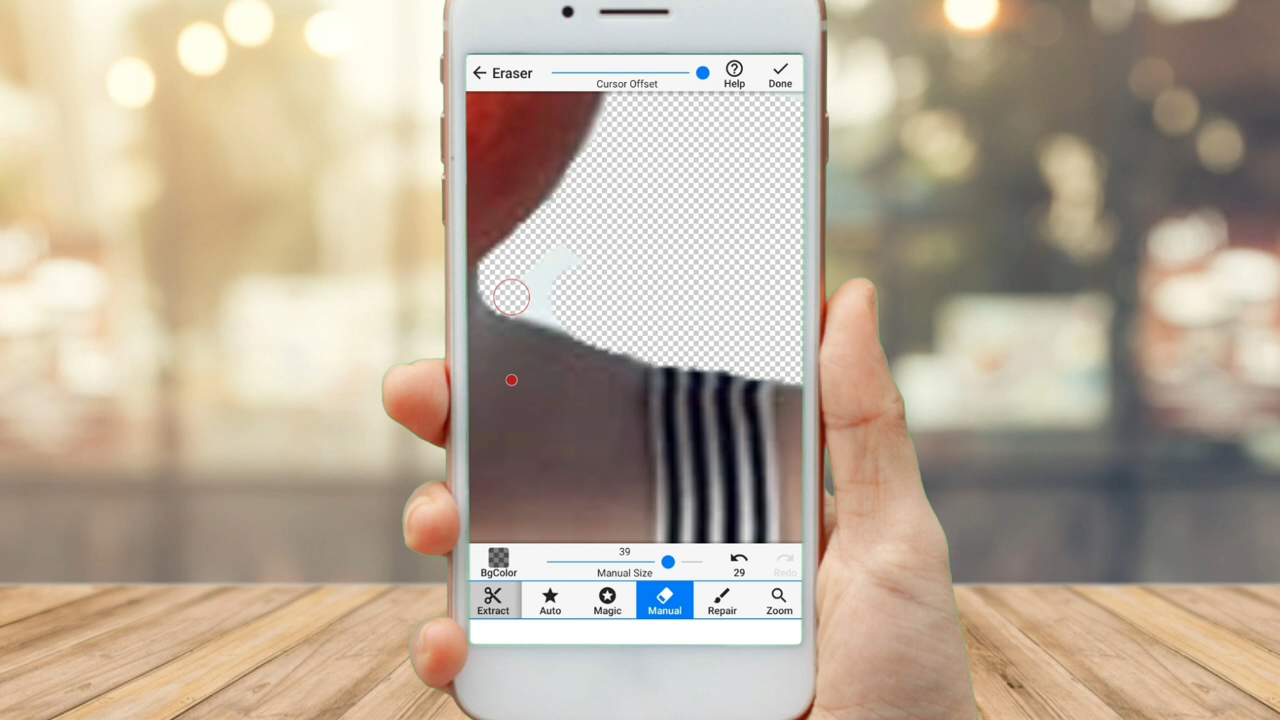 Eraser
Cursor Offset
Help
Done
39
BgColor
Manual Size
29
Redo
Extract
Auto
Magic
Manual
Repair
Zoom